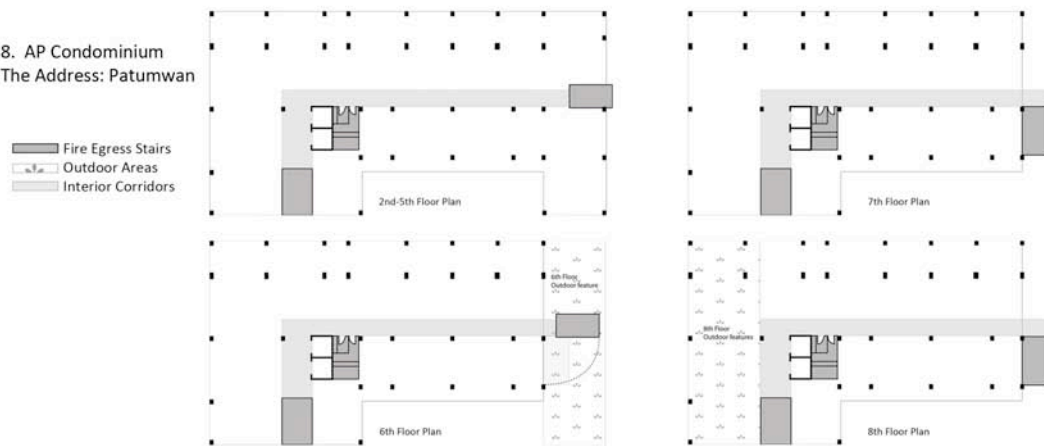 8. AP Condominium
The Address: Patumwan
Fire Egress Stairs
Outdoor Areas
Interior Corridors
2nd-5th Floor Plan
7th Floor Plan
6th Floor
Outdoor feature
6th Floor Plan
8th Floor
Outdoor features
8th Floor Plan